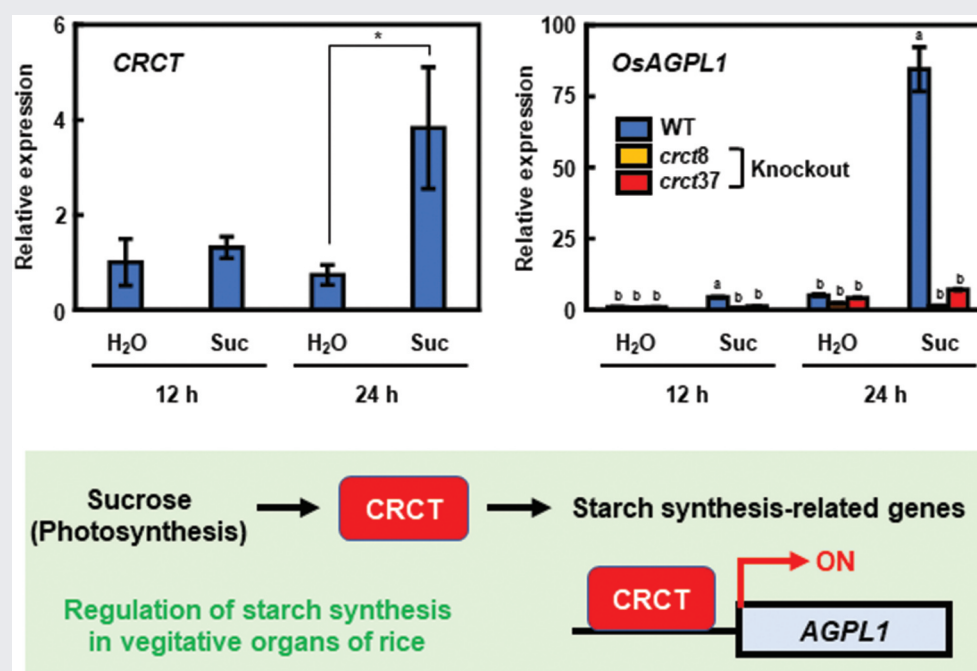 CRCT
Relative expression
6
4
2
0
*
H₂O Suc H₂O Suc
12 h 24 h
OsAGPL1
Relative expression
100
75
50
25
0
WT
crct8
crct37
Knockout
b b b a b b b b b a b b
H₂O Suc H₂O Suc
12 h 24 h
Sucrose
(Photosynthesis)
CRCT
Starch synthesis-related genes
Regulation of starch synthesis
in vegitative organs of rice
CRCT
ON
AGPL1